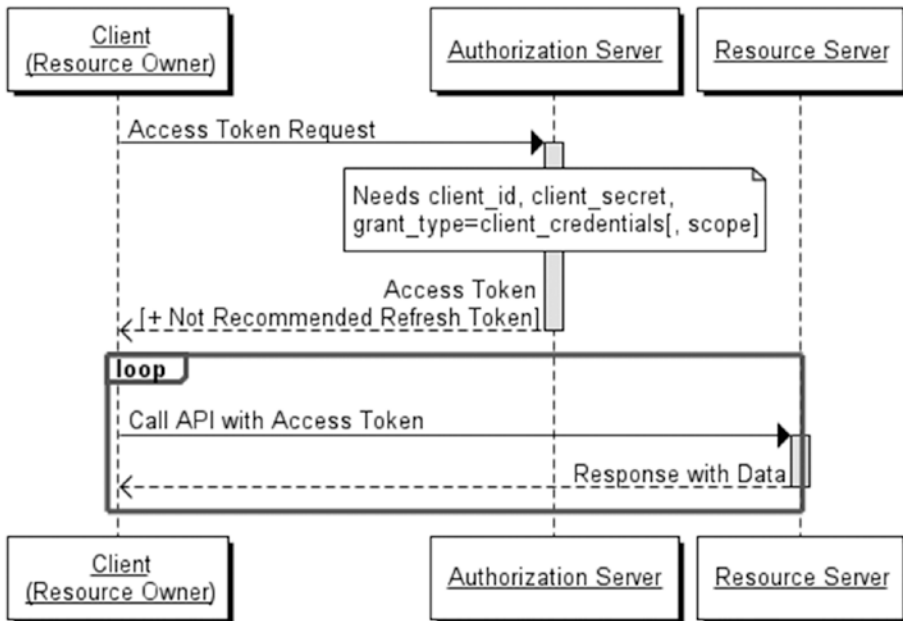 Client
(Resource Owner)
Authorization Server
Resource Server
Access Token Request
Needs client_id, client_secret,
grant_type=client_credentials[, scope]
Access Token
[+ Not Recommended Refresh Token]
loop
Call API with Access Token
Response with Data
Client
(Resource Owner)
Authorization Server
Resource Server